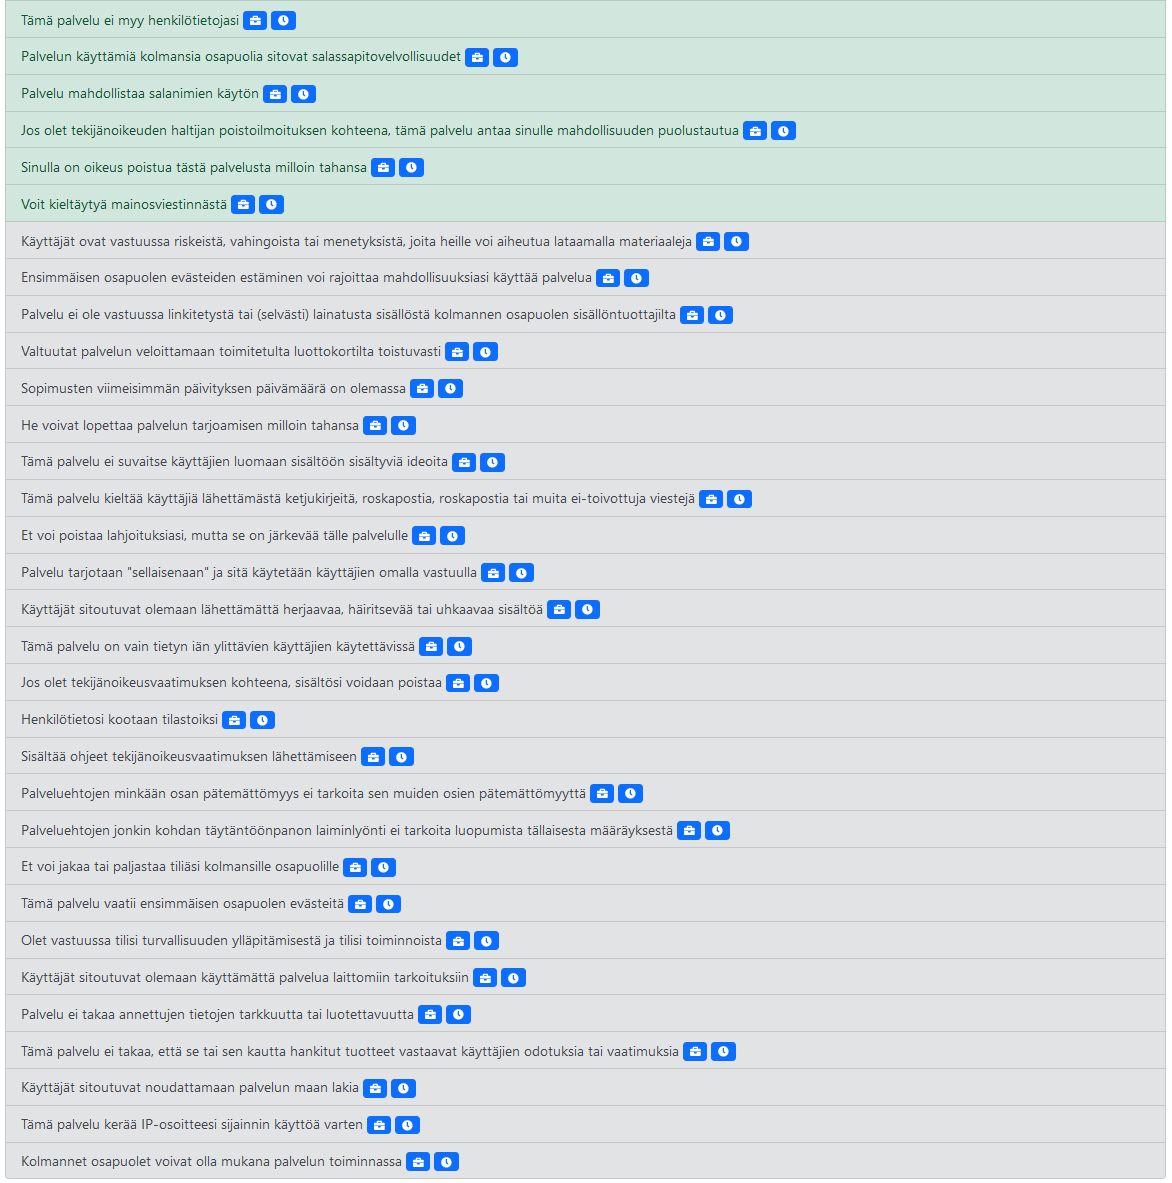 Tämä palvelu ei myy henkilötietojasi
Palvelun käyttämiä kolmansia osapuolia sitovat salassapitovelvollisuudet
Palvelu mahdollistaa salanimien käytön
Jos olet tekijänoikeuden haltijan poistoilmoituksen kohteena, tämä palvelu antaa sinulle mahdollisuuden puolustautua
Sinulla on oikeus poistua tästä palvelusta milloin tahansa
Voit kieltäytyä mainosviestinnästä
Käyttäjät ovat vastuussa riskeistä, vahingoista tai menetyksistä, joita heille voi aiheutua lataamalla materiaaleja
Ensimmäisen osapuolen evästeiden estäminen voi rajoittaa mahdollisuuksiasi käyttää palvelua
Palvelu ei ole vastuussa linkitetystä tai (selvästi) lainatusta sisällöstä kolmannen osapuolen sisällöntuottajilta
Valtuutat palvelun veloittamaan toimitetulta luottokortilta toistuvasti
Sopimusten viimeisimmän päivityksen päivämäärä on olemassa
He voivat lopettaa palvelun tarjoamisen milloin tahansa
Tämä palvelu ei suvaitse käyttäjien luomaan sisältöön sisältyviä ideoita
Tämä palvelu kieltää käyttäjiä lähettämästä ketjukirjeitä, roskapostia, roskapostia tai muita ei-toivottuja viestejä
Et voi poistaa lahjoituksiasi, mutta se on järkevää tälle palvelulle
Palvelu tarjotaan "sellaisenaan" ja sitä käytetään käyttäjien omalla vastuulla
Käyttäjät sitoutuvat olemaan lähettämättä herjaavaa, häiritsevää tai uhkaavaa sisältöä
Tämä palvelu on vain tietyn iän ylittävien käyttäjien käytettävissä
Jos olet tekijänoikeusvaatimuksen kohteena, sisältösi voidaan poistaa
Henkilötietosi kootaan tilastoiksi
Sisältää ohjeet tekijänoikeusvaatimuksen lähettämiseen
Palveluehtojen minkään osan pätemättömyys ei tarkoita sen muiden osien pätemättömyyttä
Palveluehtojen jonkin kohdan täytäntöönpanon laiminlyönti ei tarkoita luopumista tällaisesta määräyksestä
Et voi jakaa tai paljastaa tiliäsi kolmansille osapuolille
Tämä palvelu vaatii ensimmäisen osapuolen evästeitä
Olet vastuussa tilisi turvallisuuden ylläpitämisestä ja tilisi toiminnoista
Käyttäjät sitoutuvat olemaan käyttämättä palvelua laittomiin tarkoituksiin
Palvelu ei takaa annettujen tietojen tarkkuutta tai luotettavuutta
Tämä palvelu ei takaa, että se tai sen kautta hankitut tuotteet vastaavat käyttäjien odotuksia tai vaatimuksia
Käyttäjät sitoutuvat noudattamaan palvelun maan lakia
Tämä palvelu kerää IP-osoitteesi sijainnin käyttöä varten
Kolmannet osapuolet voivat olla mukana palvelun toiminnassa